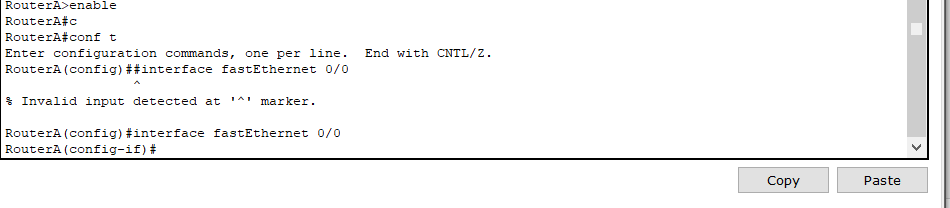 RouterA>enable
RouterA#c
RouterA#conf t
Enter configuration commands, one per line.  End with CNTL/Z.
RouterA(config)##interface fastEthernet 0/0
                 ^
% Invalid input detected at '^' marker.

RouterA(config)#interface fastEthernet 0/0
RouterA(config-if)#
Copy
Paste